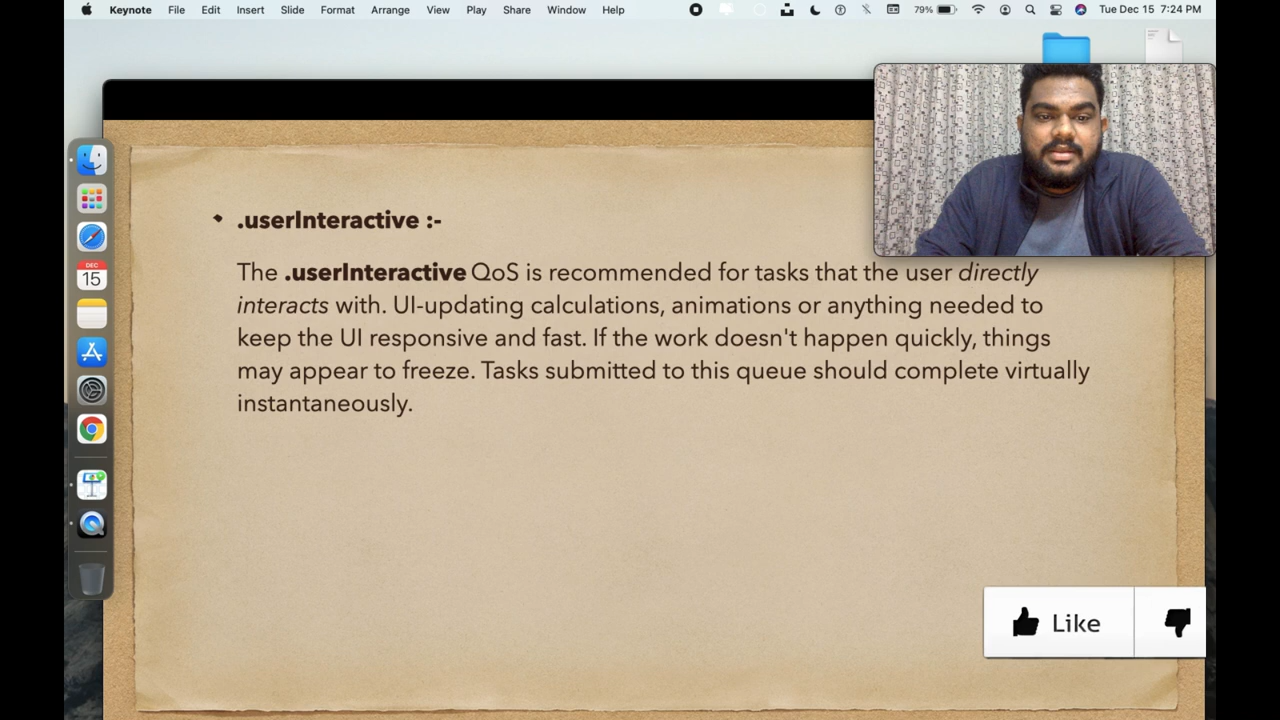 Keynote File Edit Insert Slide Format Arrange View Play Share Window Help 79% Tue Dec 15 7:24 PM
DEC
15
.userInteractive :-
The .userInteractive QoS is recommended for tasks that the user directly
interacts with. UI-updating calculations, animations or anything needed to
keep the UI responsive and fast. If the work doesn't happen quickly, things
may appear to freeze. Tasks submitted to this queue should complete virtually
instantaneously.
Like